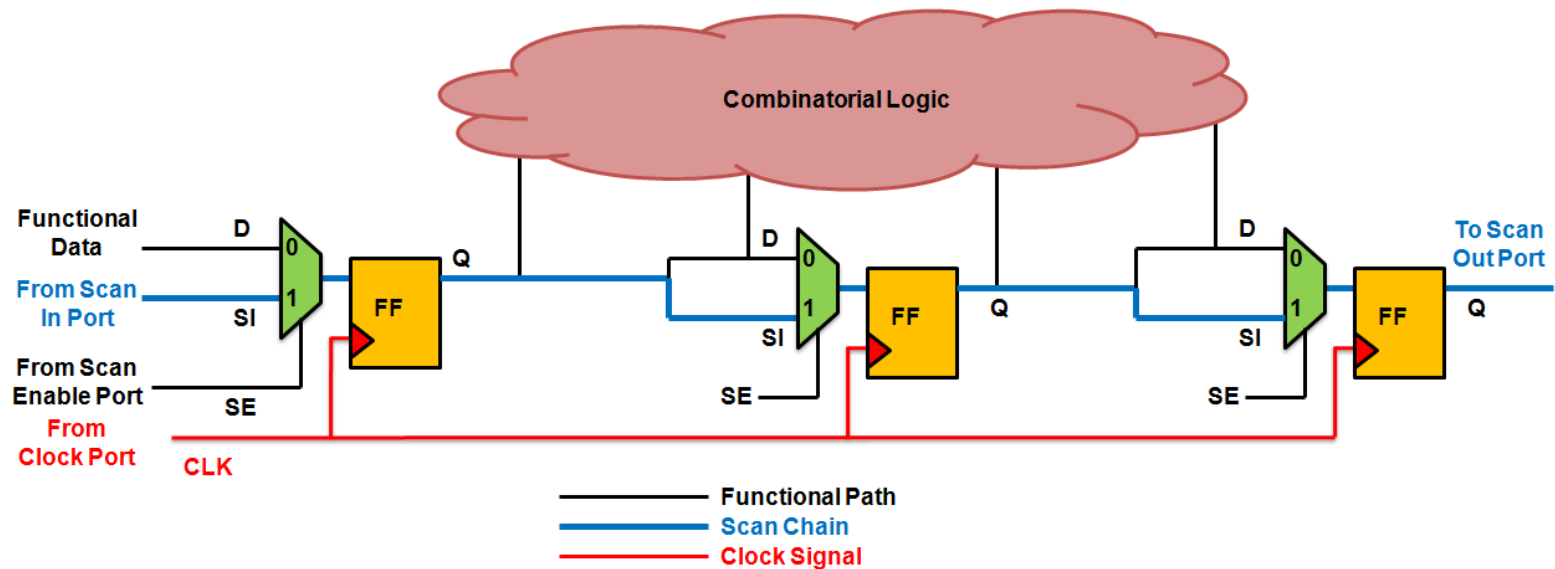 Combinatorial Logic
Functional
Data
D
0
From Scan
In Port
1
SI
From Scan
Enable Port
SE
From
Clock Port
CLK
FF
Q
D
0
1
SI
SE
FF
Q
D
0
1
SI
SE
FF
Q
To Scan
Out Port
Functional Path
Scan Chain
Clock Signal